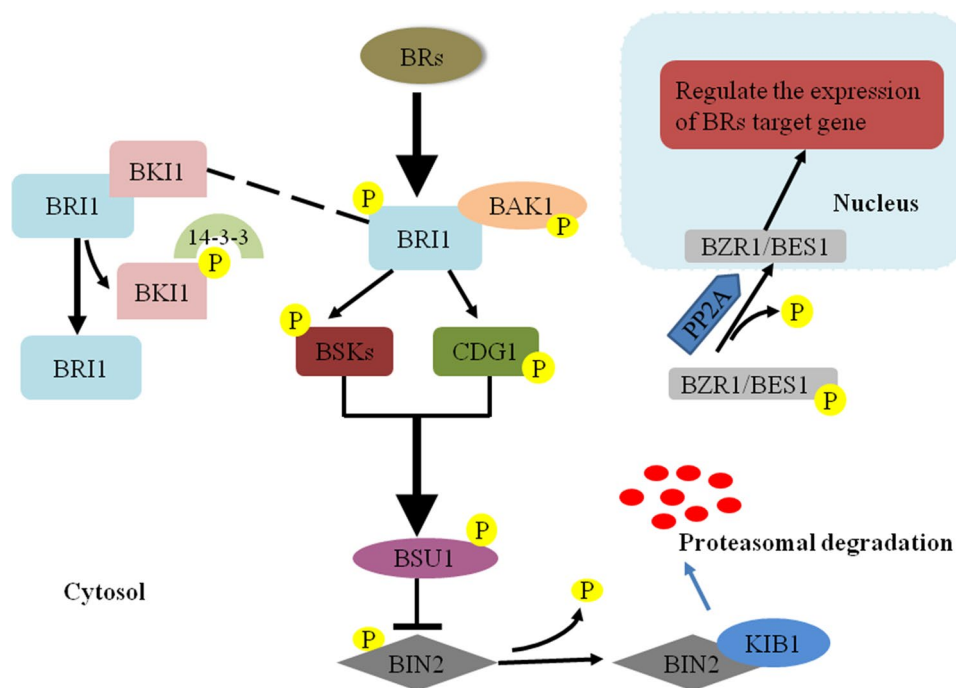 BRs
Regulate the expression
of BRs target gene
Nucleus
BKI1
BRI1
14-3-3
P
BKI1
BRI1
P
BRI1
BAK1
P
P
BSKs
CDG1
P
BZR1/BES1
PP2A
P
BZR1/BES1
P
P
BSU1
Proteasomal degradation
Cytosol
P
BIN2
P
BIN2
KIB1